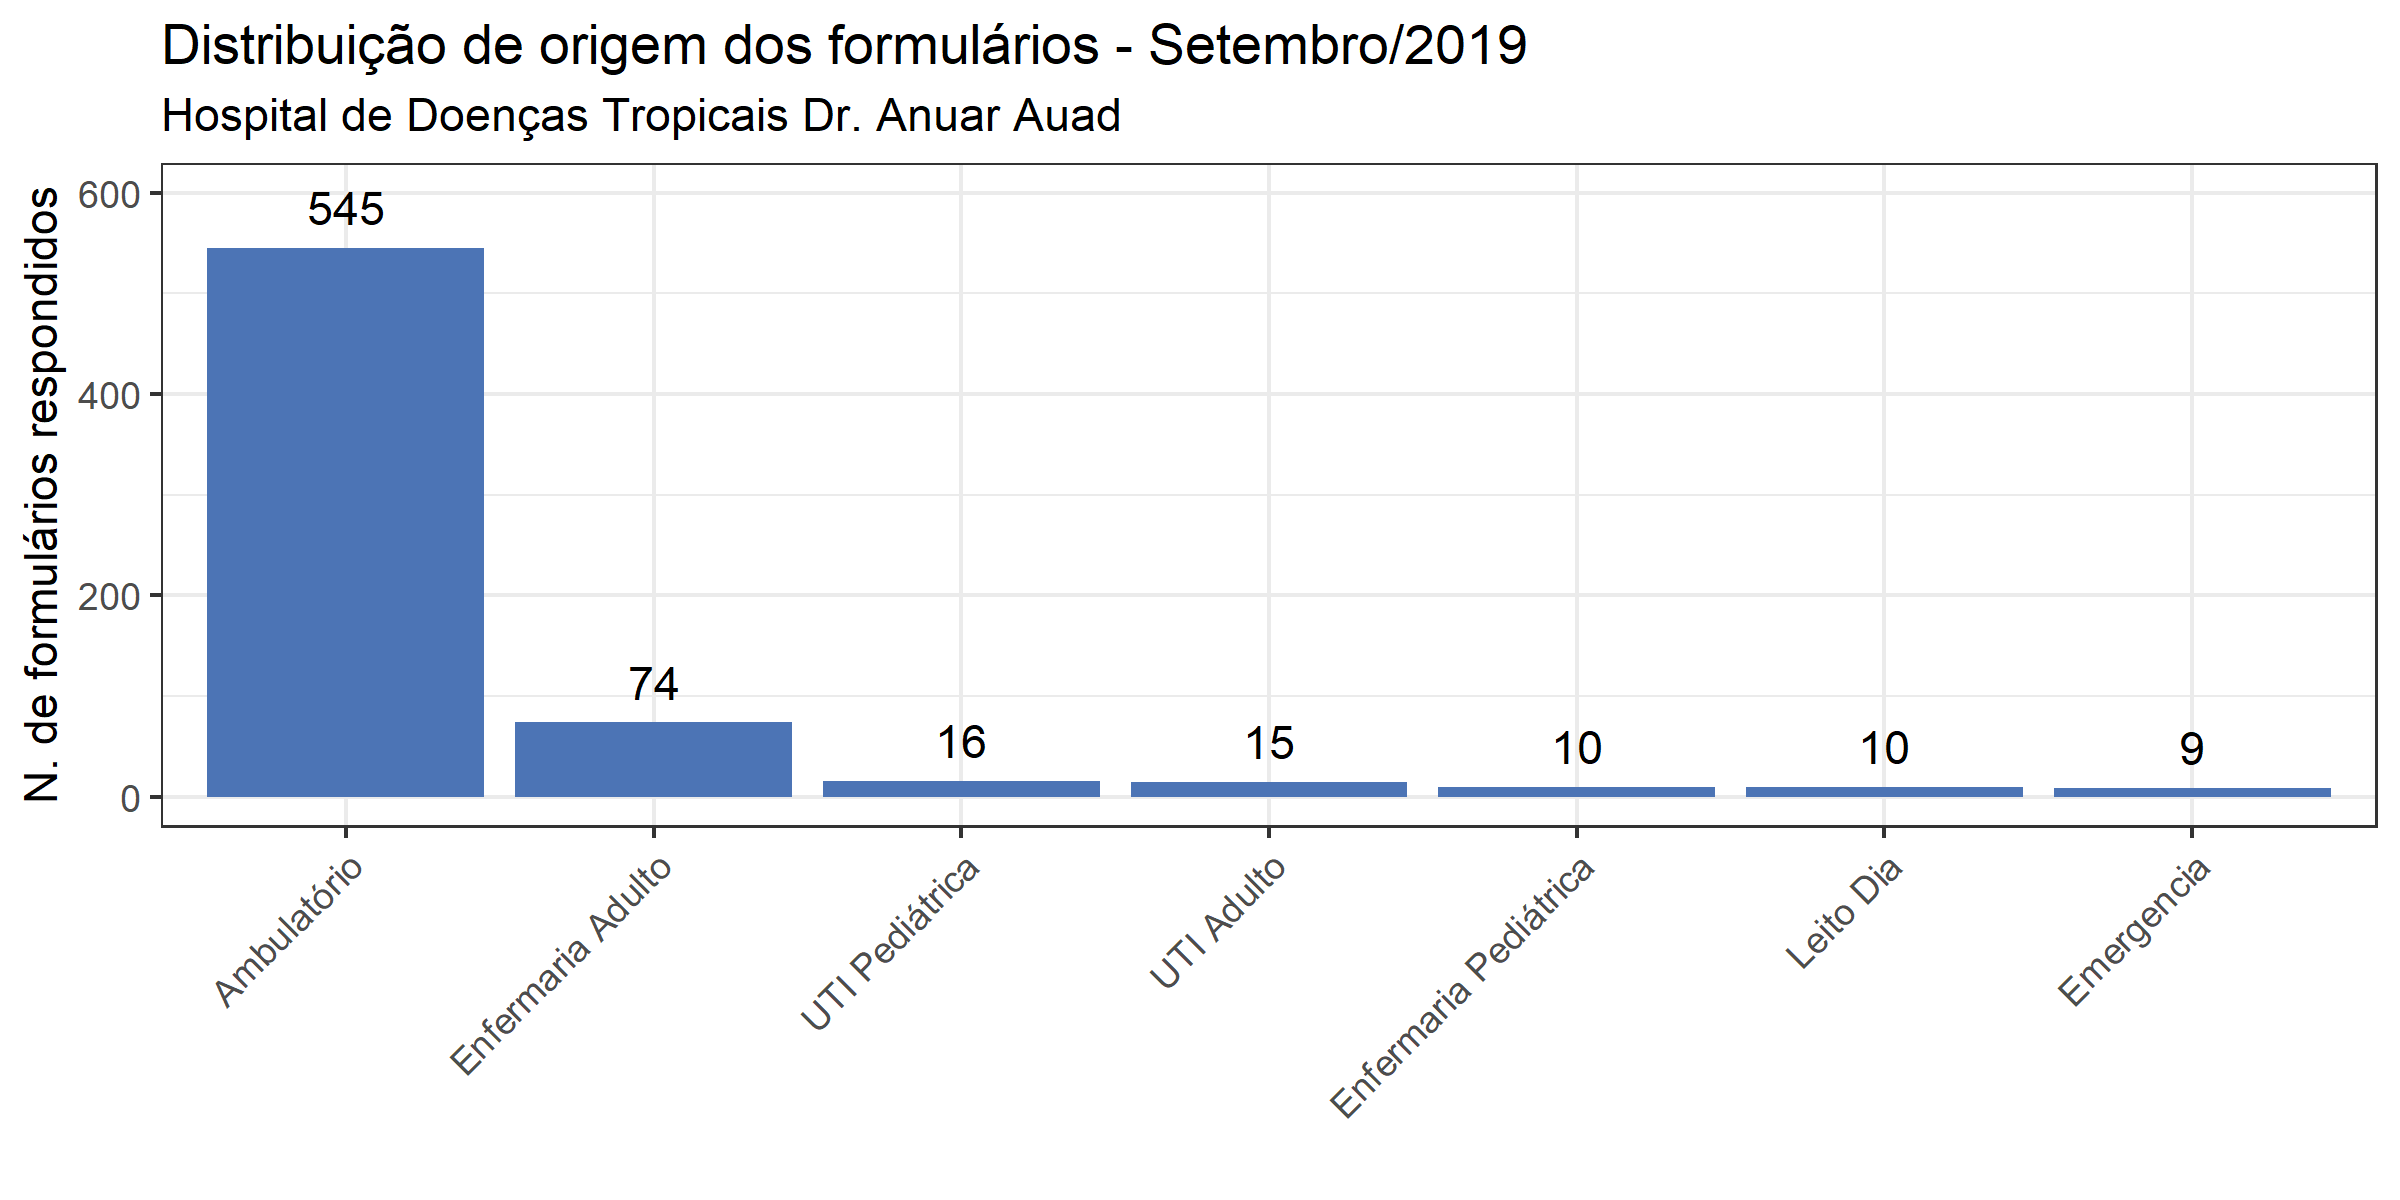 Distribuição de origem dos formulários - Setembro/2019
Hospital de Doenças Tropicais Dr. Anuar Auad
N. de formulários respondidos
600
400
200
0
545
74
16
15
10
10
9
Ambulatório
Enfermaria Adulto
UTI Pediátrica
UTI Adulto
Enfermaria Pediátrica
Leito Dia
Emergencia